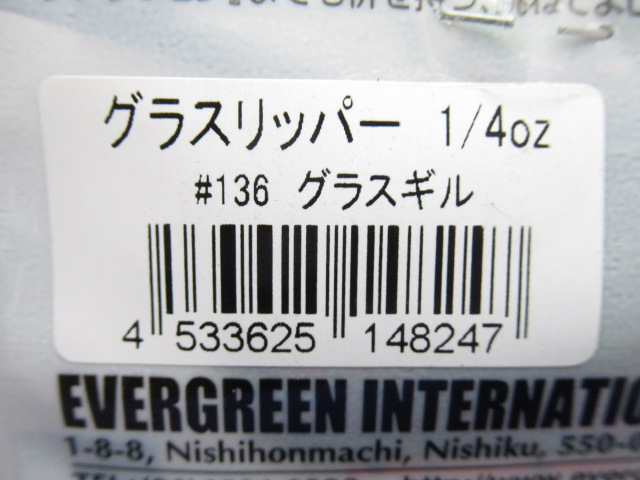 グラスリッパー 1/4oz
#136 グラスギル
4 533625 148247
EVERGREEN INTERNATIO
1-8-8, Nishihonmachi, Nishiku, 550-